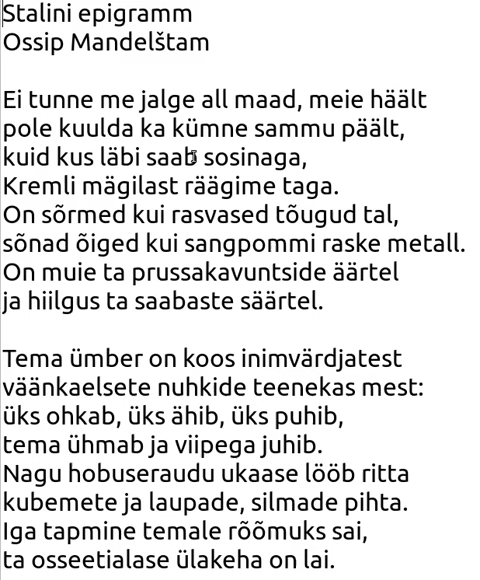 Stalini epigramm
Ossip Mandelštam
Ei tunne me jalge all maad, meie häält
pole kuulda ka kümne sammu päält,
kuid kus läbi saab sosinaga,
Kremli mägilast räägime taga.
On sõrmed kui rasvased tõugud tal,
sõnad õiged kui sangpommi raske metall.
On muie ta prussakavuntside äärtel
ja hiilgus ta saabaste säärtel.
Tema ümber on koos inimvärdjatest
väänkaelsete nuhkide teenekas mest:
üks ohkab, üks ähib, üks puhib,
tema ühmab ja viipega juhib.
Nagu hobuseraudu ukaase lööb ritta
kubemete ja laupade, silmade pihta.
Iga tapmine temale rõõmuks sai,
ta osseetialase ülakeha on lai.